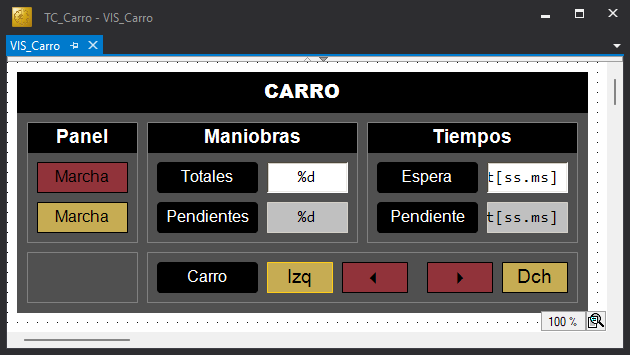 TC_Carro - VIS_Carro
VIS_Carro
CARRO
Panel Maniobras Tiempos
Marcha Totales %d Espera t[ss.ms]
Marcha Pendientes %d Pendiente t[ss.ms]
Carro Izq Dch
100 %